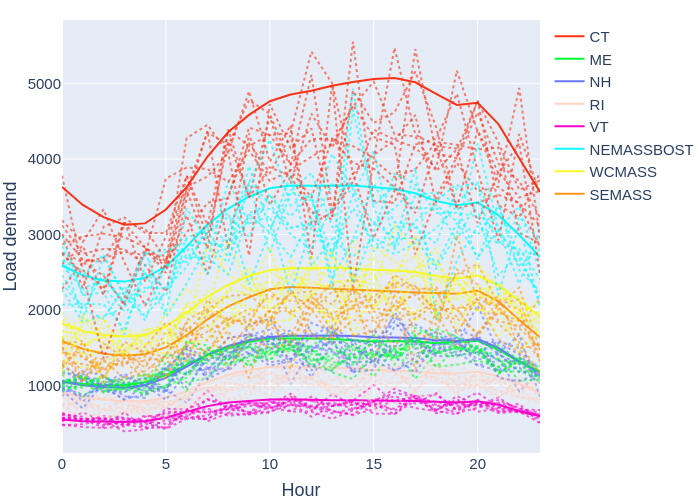 5000
4000
3000
2000
1000
0
5
10
15
20
Hour
Load demand
CT
ME
NH
RI
VT
NEMASSBOST
WCMASS
SEMASS